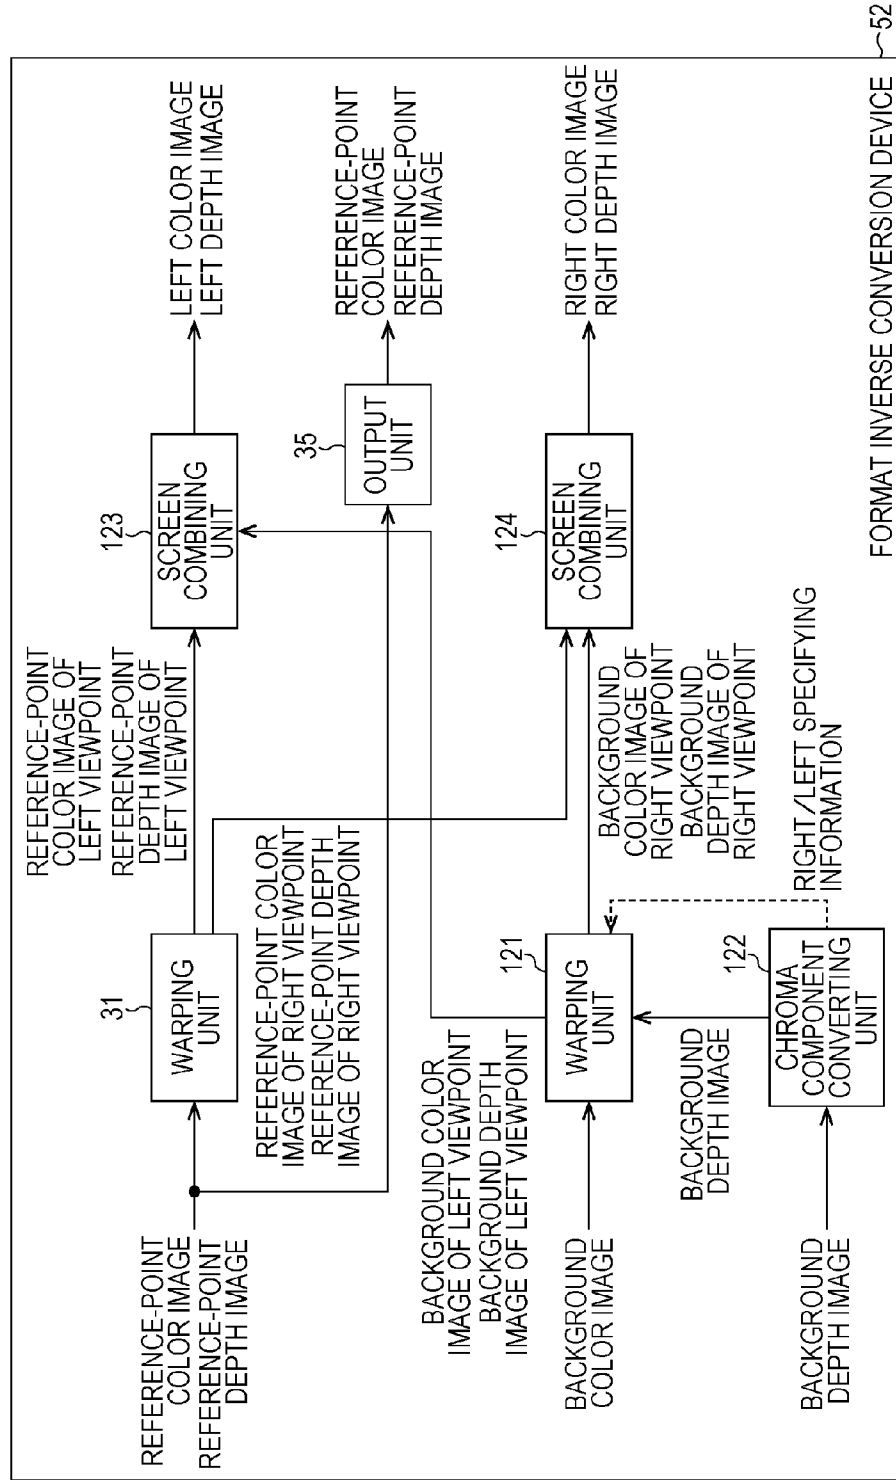 REFERENCE-POINT
COLOR IMAGE
REFERENCE-POINT
DEPTH IMAGE
31
WARPING
UNIT
REFERENCE-POINT
COLOR IMAGE OF
LEFT VIEWPOINT
REFERENCE-POINT
DEPTH IMAGE OF
LEFT VIEWPOINT
123
SCREEN
COMBINING
UNIT
LEFT COLOR IMAGE
LEFT DEPTH IMAGE
REFERENCE-POINT COLOR
IMAGE OF RIGHT VIEWPOINT
REFERENCE-POINT DEPTH
IMAGE OF RIGHT VIEWPOINT
35
OUTPUT
UNIT
REFERENCE-POINT
COLOR IMAGE
REFERENCE-POINT
DEPTH IMAGE
BACKGROUND COLOR
IMAGE OF LEFT VIEWPOINT
BACKGROUND DEPTH
IMAGE OF LEFT VIEWPOINT
BACKGROUND
COLOR IMAGE
121
WARPING
UNIT
BACKGROUND
COLOR IMAGE OF
RIGHT VIEWPOINT
BACKGROUND
DEPTH IMAGE OF
RIGHT VIEWPOINT
124
SCREEN
COMBINING
UNIT
RIGHT COLOR IMAGE
RIGHT DEPTH IMAGE
BACKGROUND
DEPTH IMAGE
BACKGROUND
DEPTH IMAGE
122
CHROMA
COMPONENT
CONVERTING
UNIT
RIGHT/LEFT SPECIFYING
INFORMATION
FORMAT INVERSE CONVERSION DEVICE
52